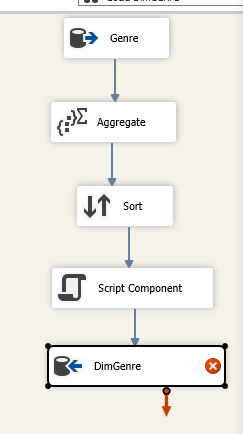 Genre
Aggregate
Sort
Script Component
DimGenre